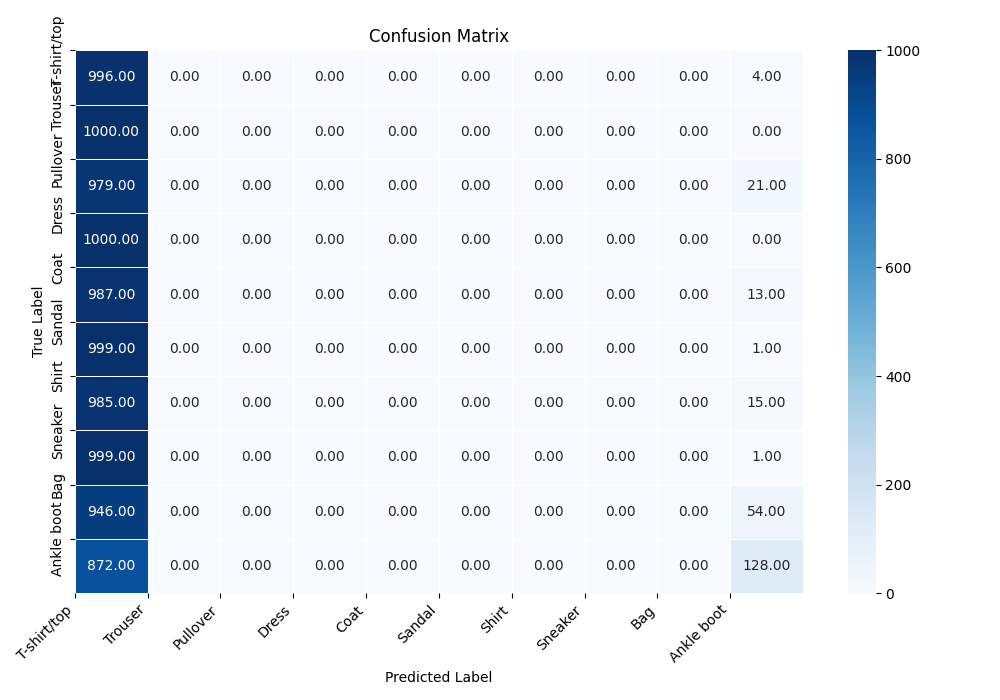 Confusion Matrix
True Label
T-shirt/top 996.00 0.00 0.00 0.00 0.00 0.00 0.00 0.00 0.00 4.00
Trouser 1000.00 0.00 0.00 0.00 0.00 0.00 0.00 0.00 0.00 0.00
Pullover 979.00 0.00 0.00 0.00 0.00 0.00 0.00 0.00 0.00 21.00
Dress 1000.00 0.00 0.00 0.00 0.00 0.00 0.00 0.00 0.00 0.00
Coat 987.00 0.00 0.00 0.00 0.00 0.00 0.00 0.00 0.00 13.00
Sandal 999.00 0.00 0.00 0.00 0.00 0.00 0.00 0.00 0.00 1.00
Shirt 985.00 0.00 0.00 0.00 0.00 0.00 0.00 0.00 0.00 15.00
Sneaker 999.00 0.00 0.00 0.00 0.00 0.00 0.00 0.00 0.00 1.00
Bag 946.00 0.00 0.00 0.00 0.00 0.00 0.00 0.00 0.00 54.00
Ankle boot 872.00 0.00 0.00 0.00 0.00 0.00 0.00 0.00 0.00 128.00
T-shirt/top Trouser Pullover Dress Coat Sandal Shirt Sneaker Bag Ankle boot
Predicted Label
1000
800
600
400
200
0